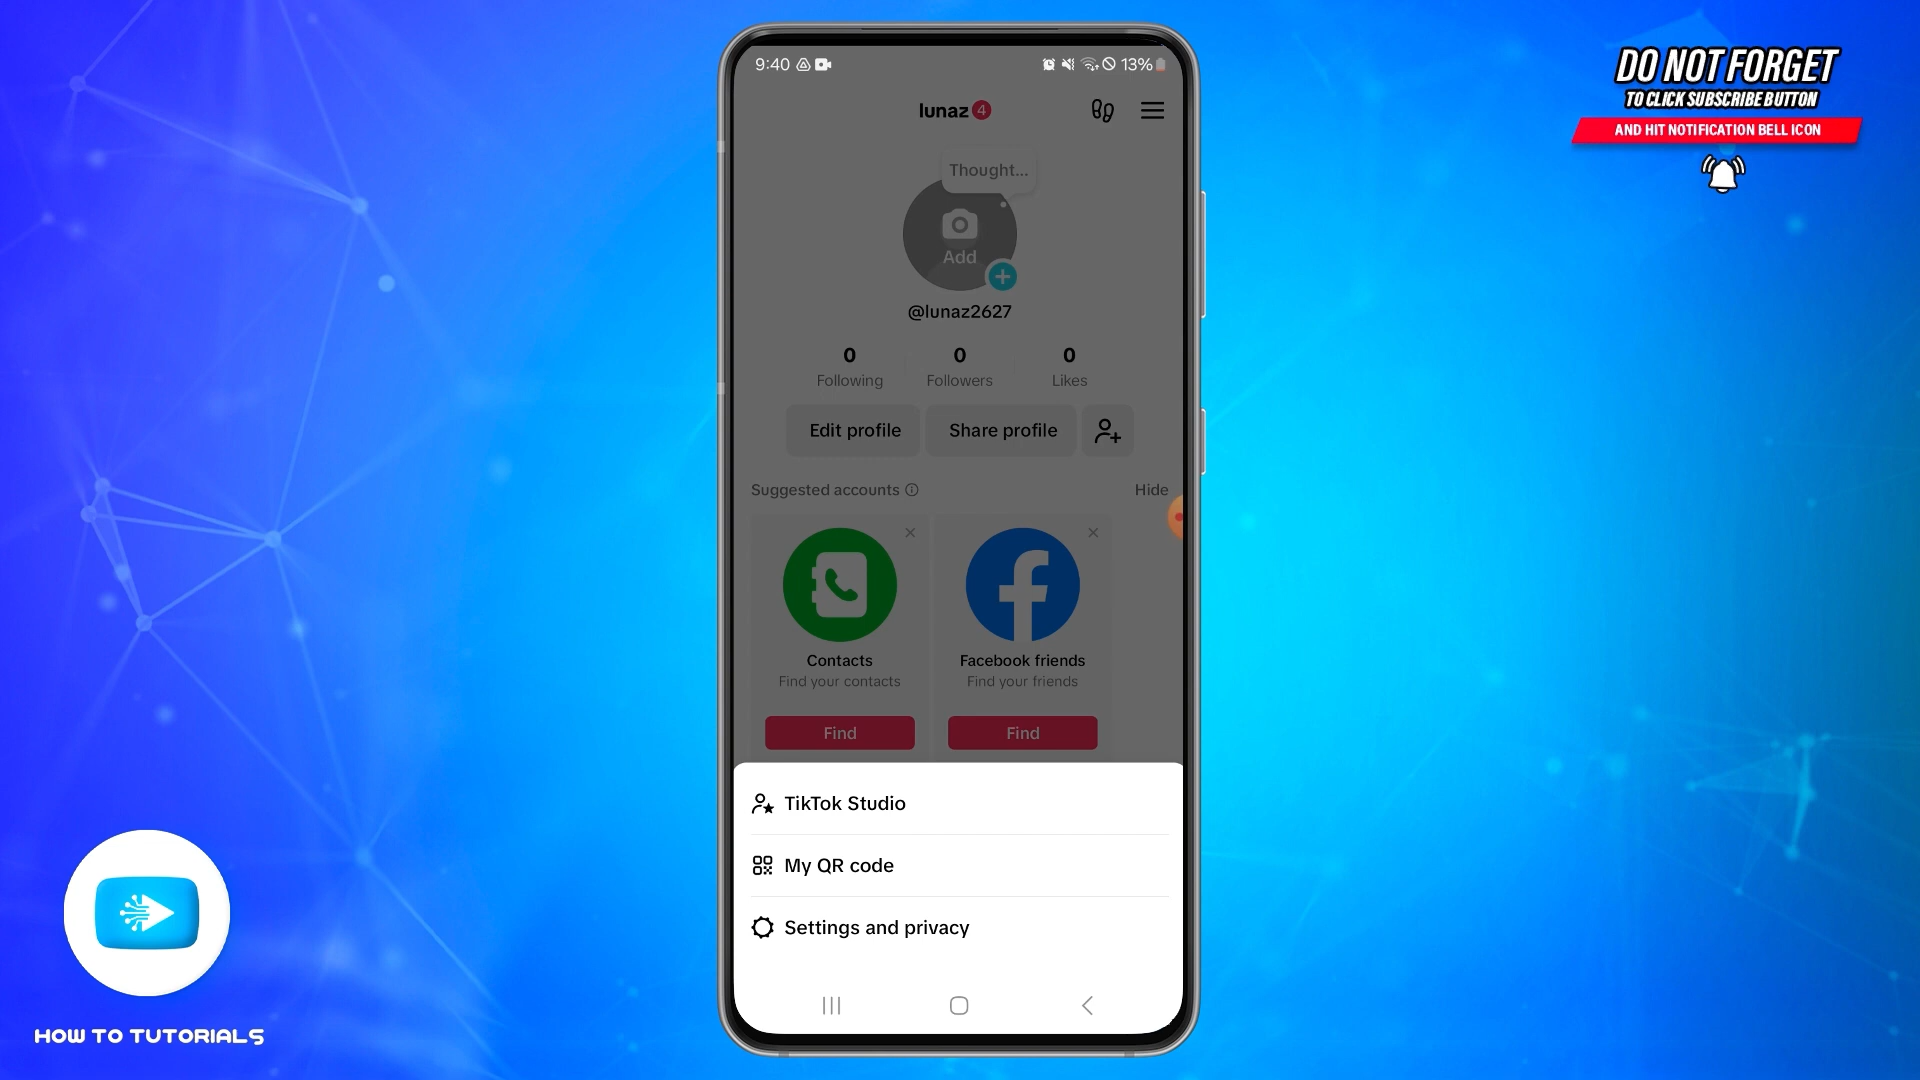 DO NOT FORGET
TO CLICK SUBSCRIBE BUTTON
AND HIT NOTIFICATION BELL ICON
9:40
13%
lunaz 4
Thought...
Add
@lunaz2627
0 0 0
Following Followers Likes
Edit profile Share profile
Suggested accounts Hide
Contacts Facebook friends
Find your contacts Find your friends
Find Find
TikTok Studio
My QR code
Settings and privacy
HOW TO TUTORIALS